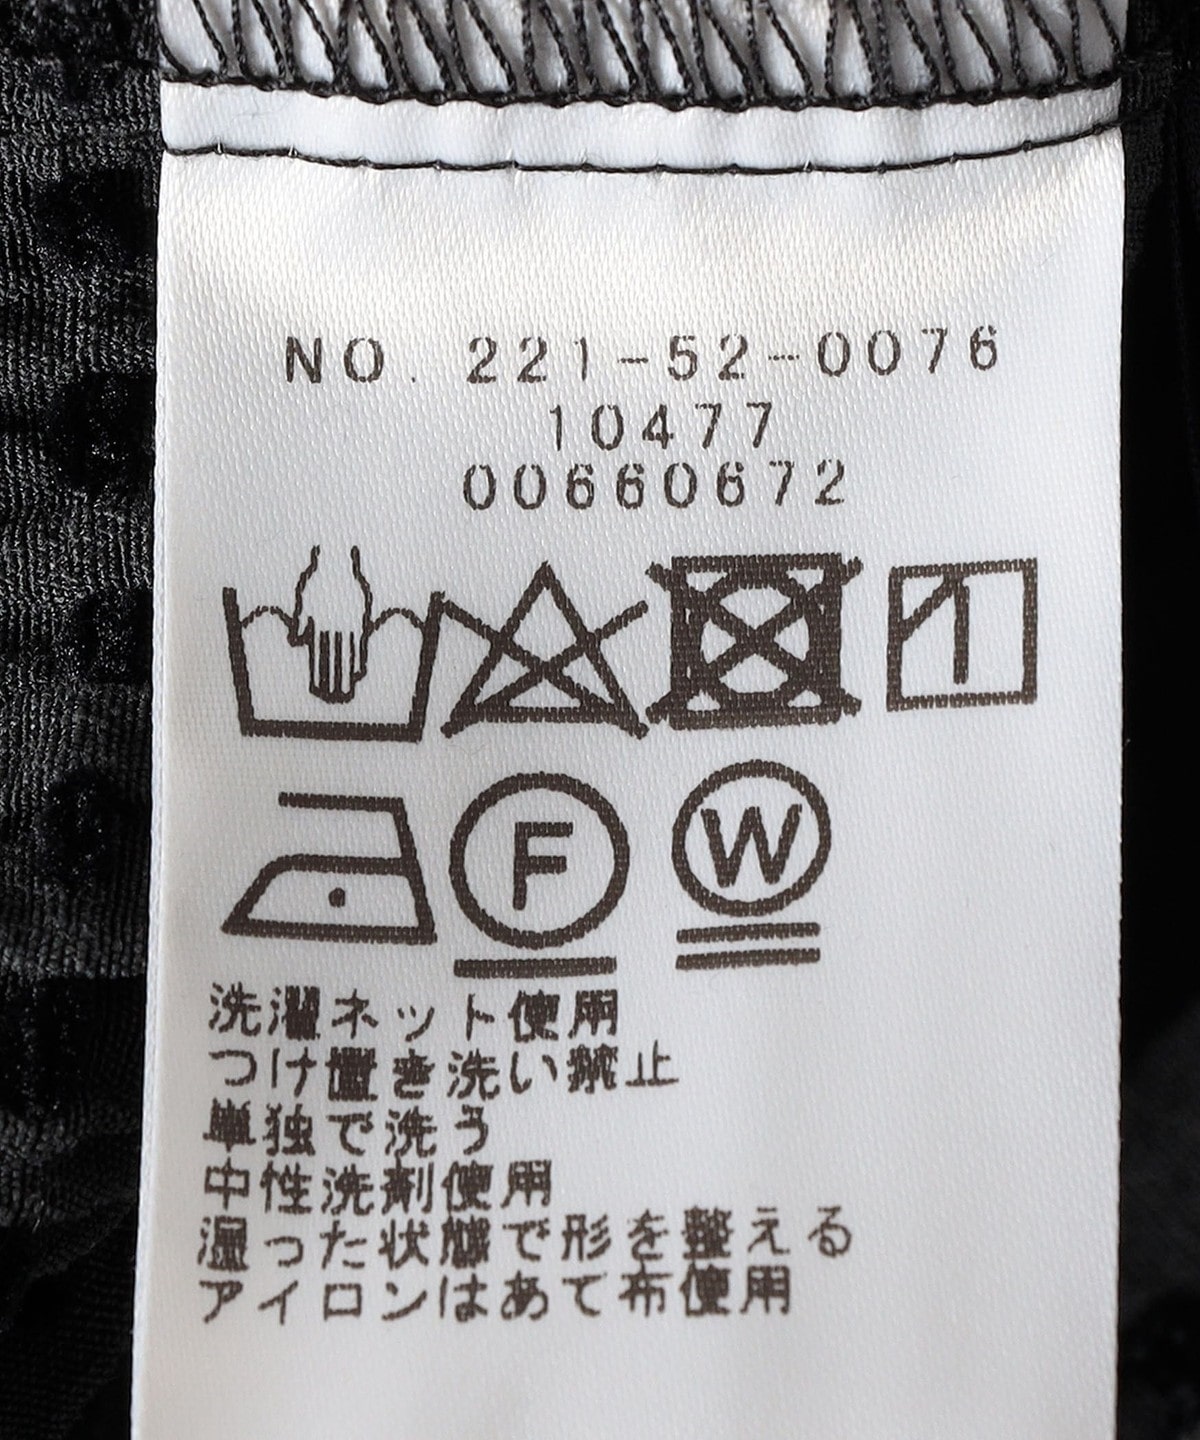 NO. 221-52-0076
10477
00660672
F W
洗濯ネット使用
つけ置き洗い禁止
単独で洗う
中性洗剤使用
湿った状態で形を整える
アイロンはあて布使用